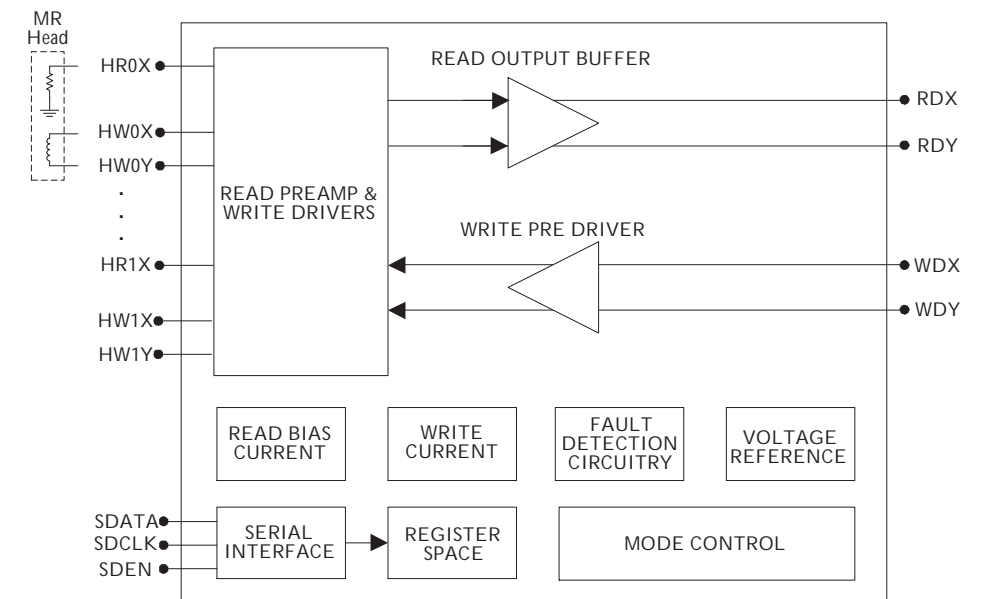 MR
Head
HR0X
READ OUTPUT BUFFER
RDX
HW0X
RDY
HW0Y
READ PREAMP &
WRITE DRIVERS
WRITE PRE DRIVER
HR1X
WDX
WDY
HW1X
HW1Y
READ BIAS
CURRENT
WRITE
CURRENT
FAULT
DETECTION
CIRCUITRY
VOLTAGE
REFERENCE
SDATA
SDCLK
SDEN
SERIAL
INTERFACE
REGISTER
SPACE
MODE CONTROL